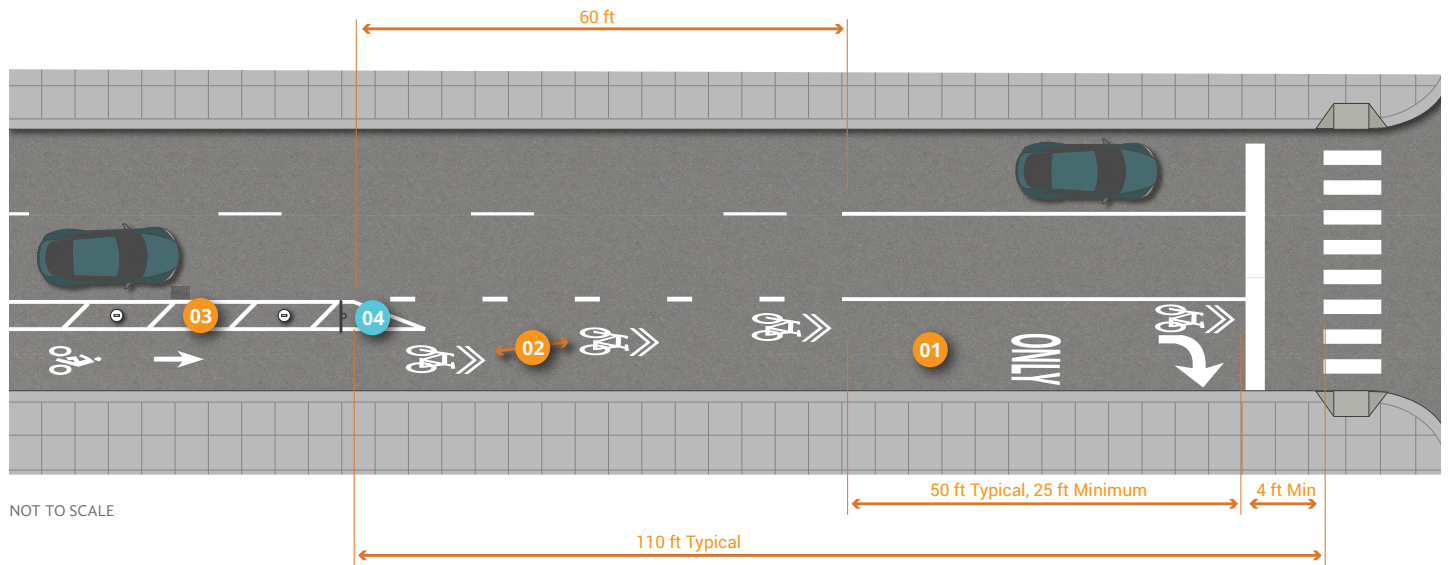 60 ft
03
04
02
01
ONLY
50 ft Typical, 25 ft Minimum
4 ft Min
NOT TO SCALE
110 ft Typical